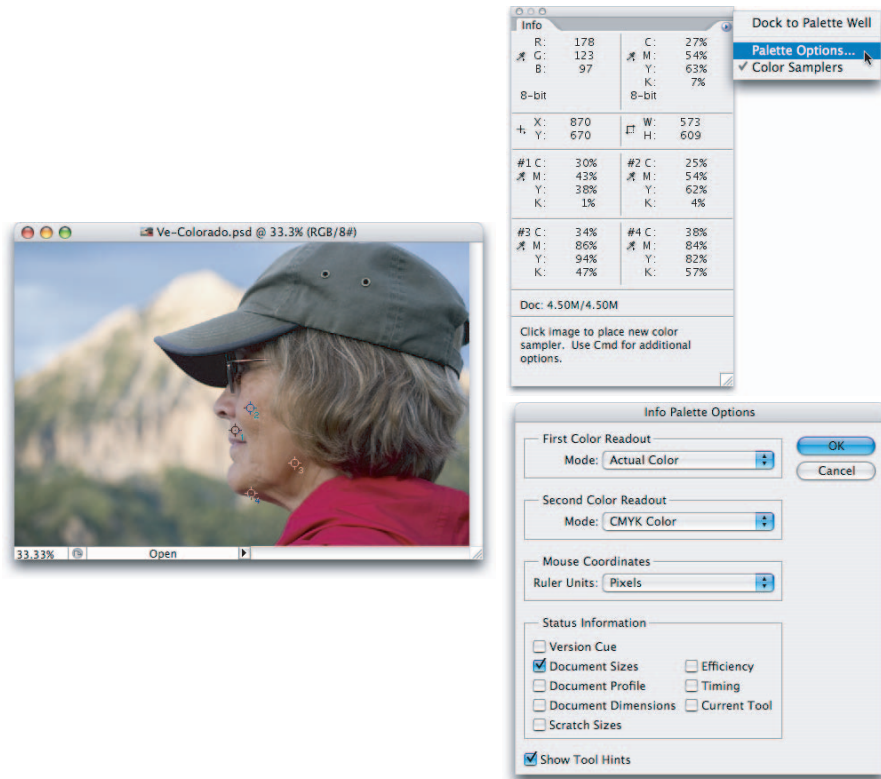 Info
R: 178 C: 27%
G: 123 M: 54%
B: 97 Y: 63%
K: 7%
8-bit 8-bit
X: 870 W: 573
Y: 670 H: 609
#1 C: 30% #2 C: 25%
M: 43% M: 54%
Y: 38% Y: 62%
K: 1% K: 4%
#3 C: 34% #4 C: 38%
M: 86% M: 84%
Y: 94% Y: 82%
K: 47% K: 57%
Doc: 4.50M/4.50M
Click image to place new color
sampler. Use Cmd for additional
options.
Dock to Palette Well
Palette Options...
✓ Color Samplers
Ve-Colorado.psd @ 33.3% (RGB/8#)
2
1
3
4
33.33% Open
Info Palette Options
First Color Readout
Mode: Actual Color
OK
Cancel
Second Color Readout
Mode: CMYK Color
Mouse Coordinates
Ruler Units: Pixels
Status Information
Version Cue
Document Sizes Efficiency
Document Profile Timing
Document Dimensions Current Tool
Scratch Sizes
Show Tool Hints